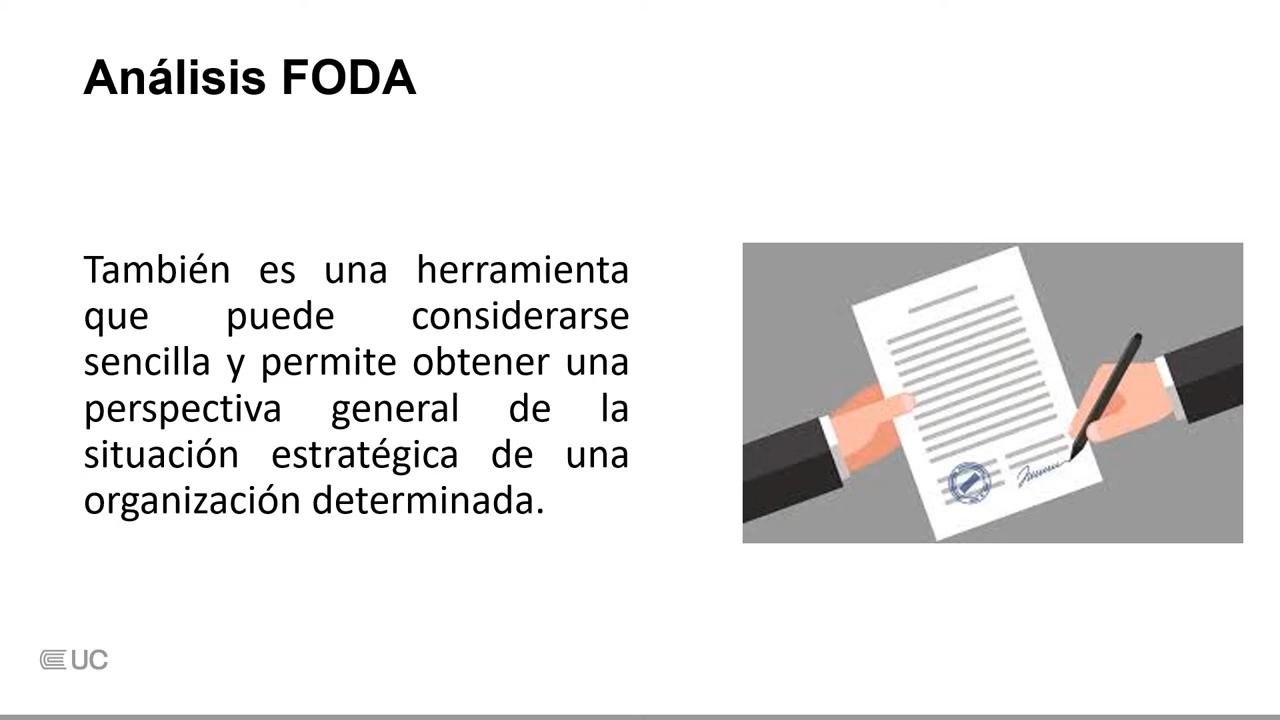 Análisis FODA
También es una herramienta
que puede considerarse
sencilla y permite obtener una
perspectiva general de la
situación estratégica de una
organización determinada.
UC